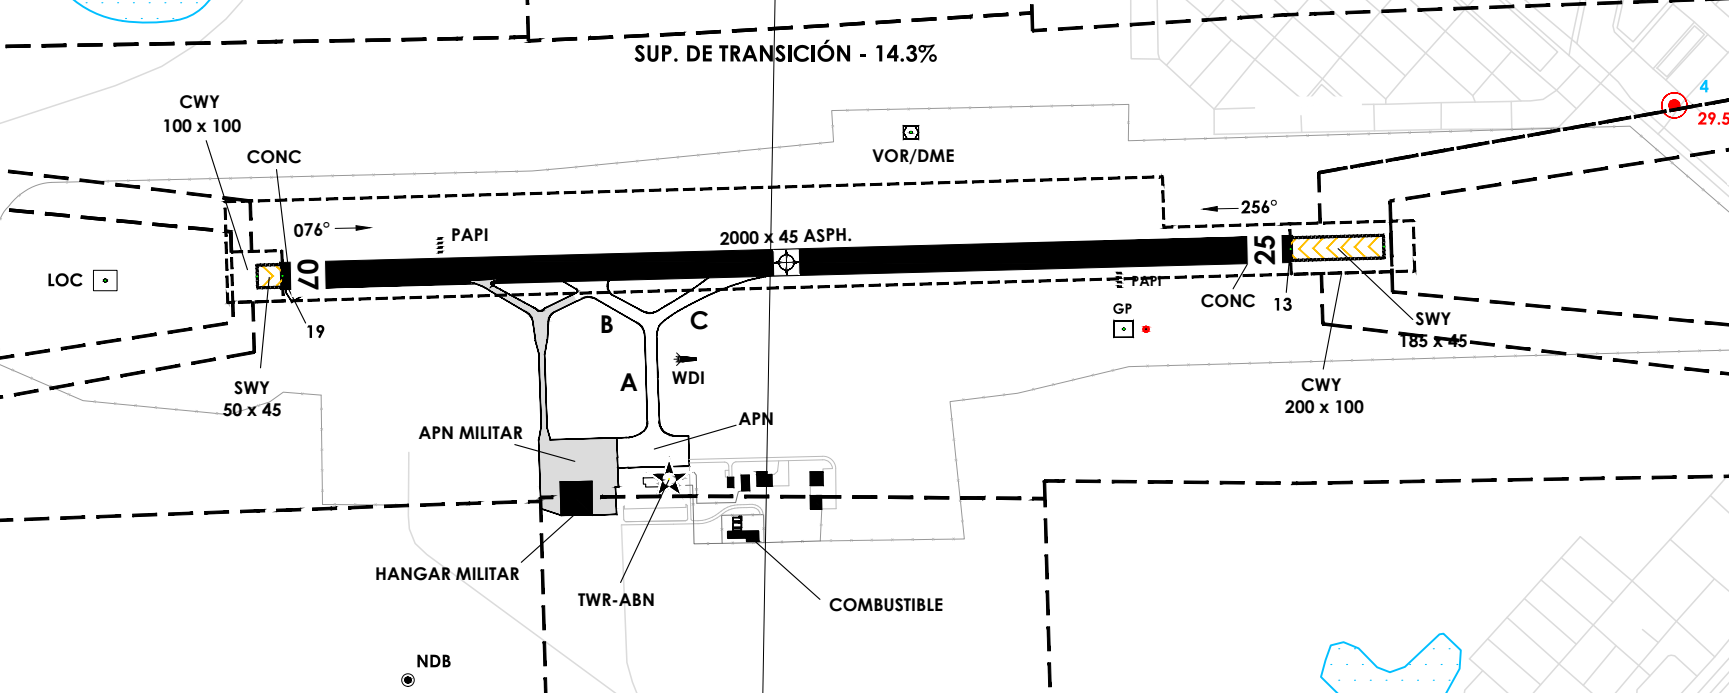 SUP. DE TRANSICIÓN - 14.3%
4
29.5
CWY
100 x 100
CONC
VOR/DME
076°
PAPI
2000 x 45 ASPH.
256°
LOC
07
25
PAPI
CONC
13
GP
19
B
C
SWY
185 x 45
WDI
A
SWY
50 x 45
CWY
200 x 100
APN MILITAR
APN
HANGAR MILITAR
TWR-ABN
COMBUSTIBLE
NDB